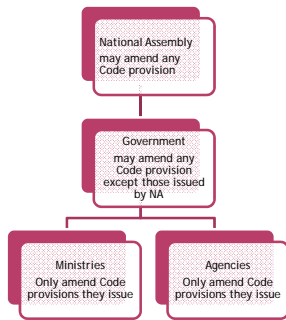 National Assembly
may amend any
Code provision
Government
may amend any
Code provision
except those issued
by NA
Ministries
Only amend Code
provisions they issue
Agencies
Only amend Code
provisions they issue